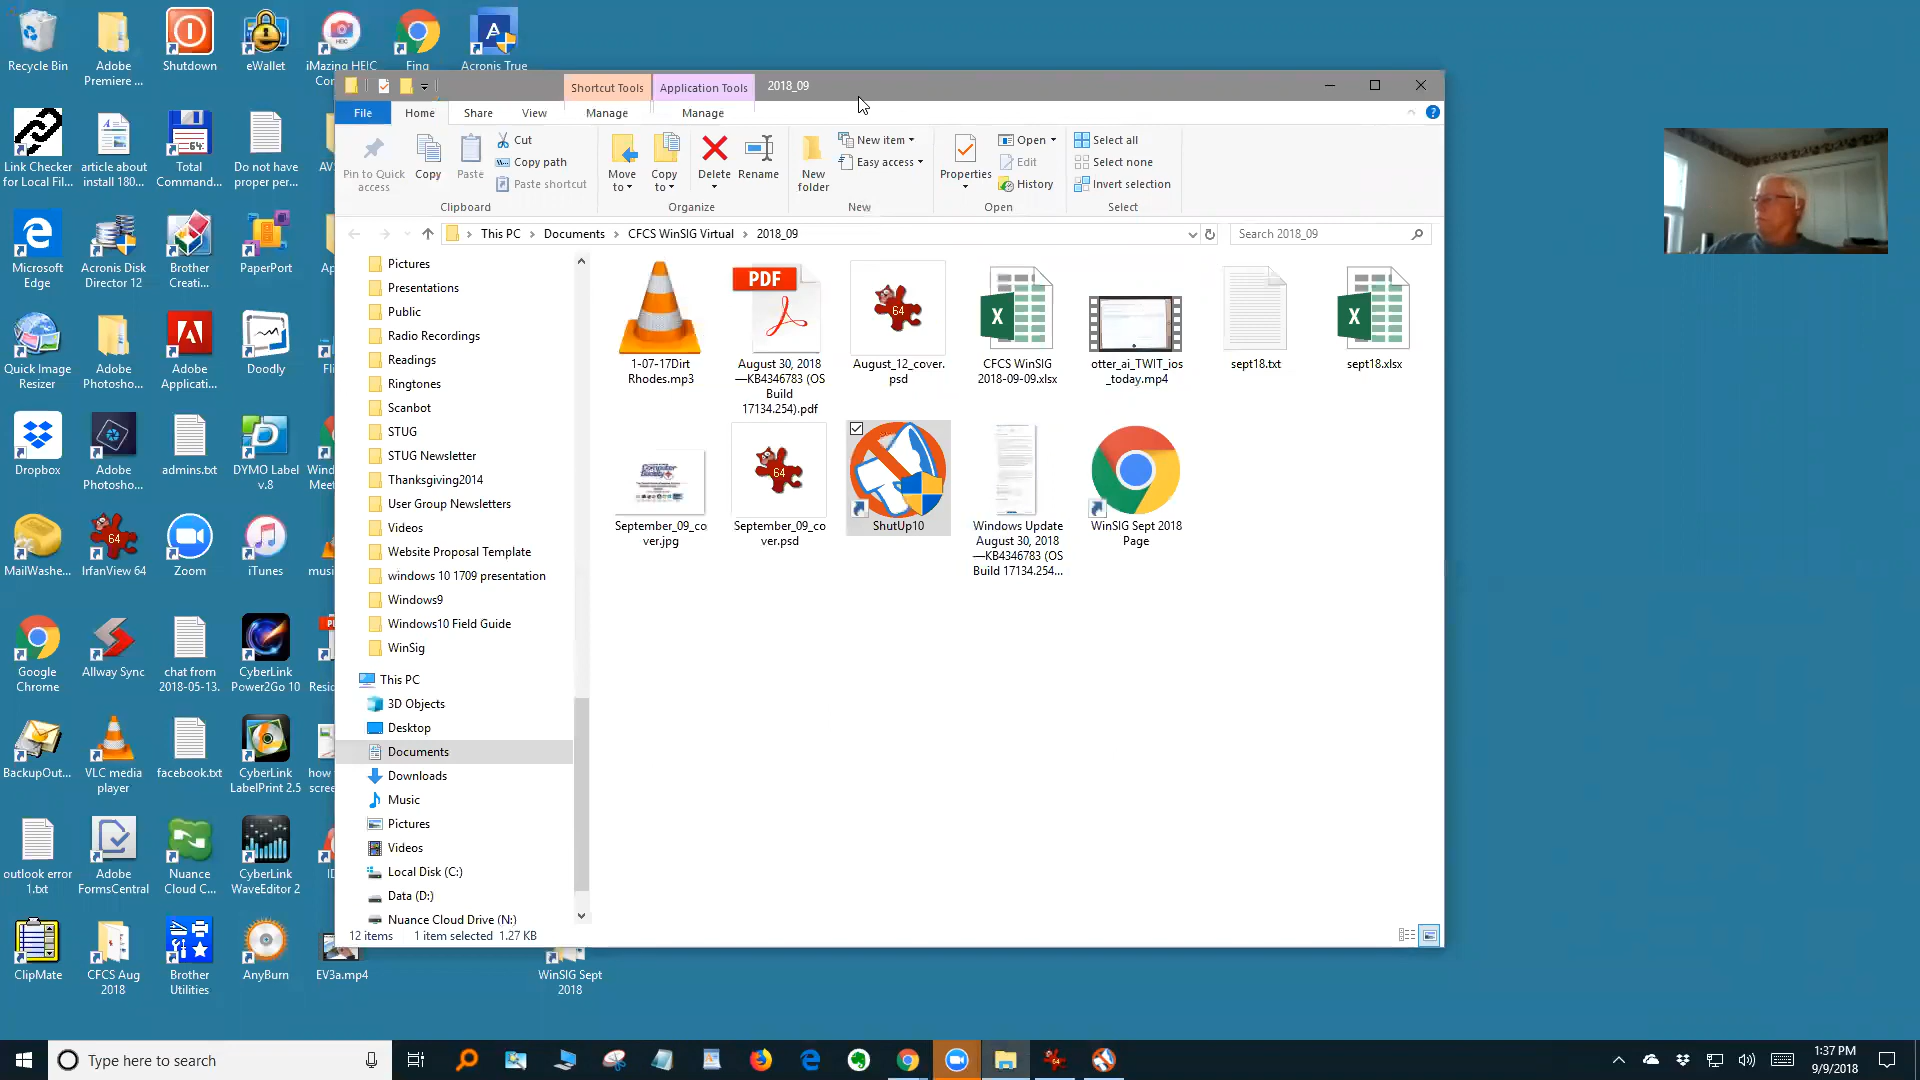 Recycle Bin
Adobe
Premiere ...
Shutdown
eWallet
iMazing HEIC
Con
HEIC
Fing
Acronis True
Link Checker
for Local Fil...
article about
install 180...
Total
Command...
Do not have
proper per...
Microsoft
Edge
Acronis Disk
Director 12
Brother
Creati...
PaperPort
Quick Image
Resizer
Adobe
Photosho...
Adobe
Applicati...
Doodly
Dropbox
Adobe
Photosho...
admins.txt
DYMO Label
v.8
MailWashe...
IrfanView 64
Zoom
iTunes
Google
Chrome
Allway Sync
chat from
2018-05-13.
CyberLink
Power2Go 10
BackupOut...
VLC media
player
facebook.txt
CyberLink
LabelPrint 2.5
outlook error
1.txt
Adobe
FormsCentral
Nuance
Cloud C...
CyberLink
WaveEditor 2
ClipMate
CFCS Aug
2018
Brother
Utilities
AnyBurn
EV3a.mp4
WinSIG Sept
2018
Shortcut Tools
Application Tools
2018_09
File
Home
Share
View
Manage
Manage
Pin to Quick
access
Copy
Paste
Cut
Copy path
Paste shortcut
Clipboard
Move
to
Copy
to
Delete
Rename
Organize
New
folder
New item
Easy access
New
Properties
Open
Edit
History
Open
Select all
Select none
Invert selection
Select
This PC > Documents > CFCS WinSIG Virtual > 2018_09
Search 2018_09
Pictures
Presentations
Public
Radio Recordings
Readings
Ringtones
Scanbot
STUG
STUG Newsletter
Thanksgiving2014
User Group Newsletters
Videos
Website Proposal Template
windows 10 1709 presentation
Windows9
Windows10 Field Guide
WinSig
This PC
3D Objects
Desktop
Documents
Downloads
Music
Pictures
Videos
Local Disk (C:)
Data (D:)
Nuance Cloud Drive (N:)
1-07-17Dirt
Rhodes.mp3
PDF
August 30, 2018
—KB4346783 (OS
Build
17134.254).pdf
64
August_12_cover.
psd
CFCS WinSIG
2018-09-09.xlsx
otter_ai_TWIT_ios
_today.mp4
sept18.txt
sept18.xlsx
September_09_co
ver.jpg
64
September_09_co
ver.psd
ShutUp10
Windows Update
August 30, 2018
—KB4346783 (OS
Build 17134.254...
WinSIG Sept 2018
Page
12 items
1 item selected 1.27 KB
Type here to search
1:37 PM
9/9/2018